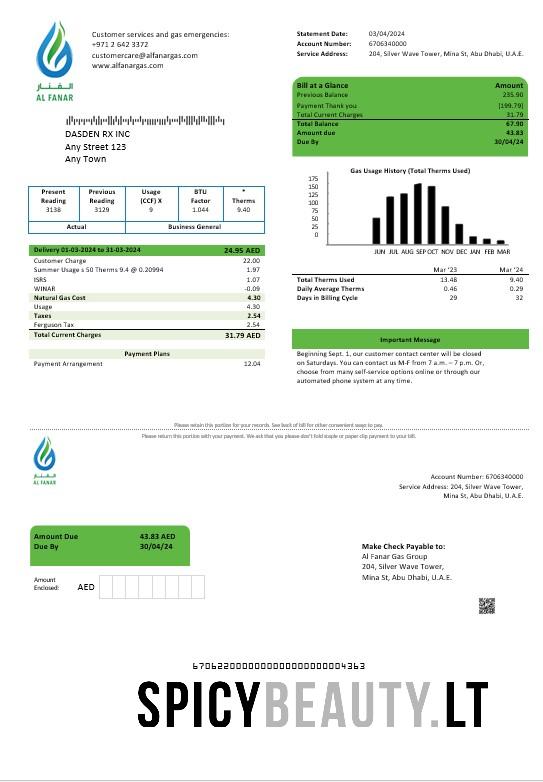 Customer services and gas emergencies:
+971 2 642 3372
customercare@alfanargas.com
www.alfanargas.com
الفنار
AL FANAR
Statement Date: 03/04/2024
Account Number: 6706340000
Service Address: 204, Silver Wave Tower, Mina St, Abu Dhabi, U.A.E.
DASDEN RX INC
Any Street 123
Any Town
Bill at a Glance Amount
Previous Balance 235.90
Payment Thank you (199.79)
Total Current Charges 31.79
Total Balance 67.90
Amount due 43.83
Due By 30/04/24
Present Reading Previous Reading Usage (CCF) X BTU Factor * Therms
3138 3129 9 1.044 9.40
Actual Business General
Gas Usage History (Total Therms Used)
175
150
125
100
75
50
25
0
JUN JUL AUG SEP OCT NOV DEC JAN FEB MAR
Mar '23 Mar '24
Total Therms Used 13.48 9.40
Daily Average Therms 0.46 0.29
Days in Billing Cycle 29 32
Delivery 01-03-2024 to 31-03-2024 24.95 AED
Customer Charge 22.00
Summer Usage ≤ 50 Therms 9.4 @ 0.20994 1.97
ISRS 1.07
WINAR -0.09
Natural Gas Cost 4.30
Usage 4.30
Taxes 2.54
Ferguson Tax 2.54
Total Current Charges 31.79 AED
Payment Plans
Payment Arrangement 12.04
Important Message
Beginning Sept. 1, our customer contact center will be closed
on Saturdays. You can contact us M-F from 7 a.m. – 7 p.m. Or,
choose from many self-service options online or through our
automated phone system at any time.
Please retain this portion for your records. See back of bill for other convenient ways to pay.
Please return this portion with your payment. We ask that you please don't fold staple or paper clip payment to your bill.
الفنار
AL FANAR
Account Number: 6706340000
Service Address: 204, Silver Wave Tower,
Mina St, Abu Dhabi, U.A.E.
Amount Due 43.83 AED
Due By 30/04/24
Amount Enclosed: AED
Make Check Payable to:
Al Fanar Gas Group
204, Silver Wave Tower,
Mina St, Abu Dhabi, U.A.E.
SPICYBEAUTY.LT